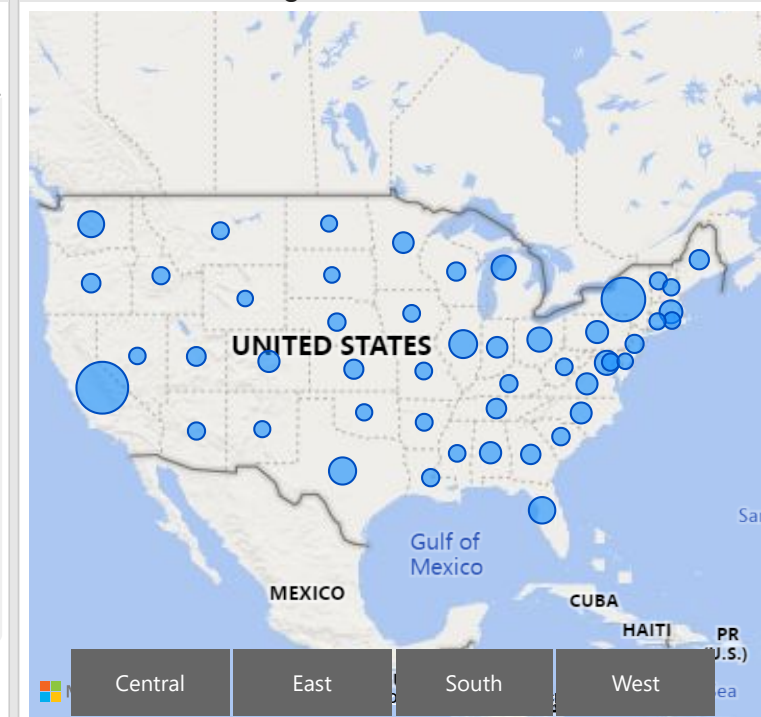 UNITED STATES
Gulf of
Mexico
MEXICO
CUBA
HAITI
PR
Central
East
South
West